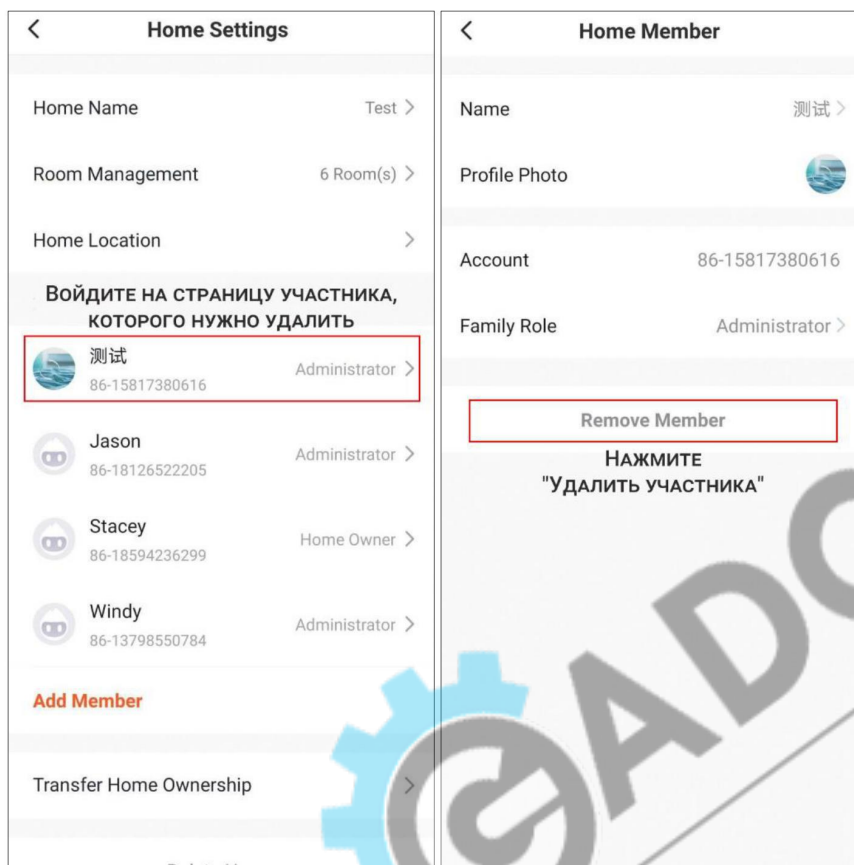 Home Settings
Home Name
Test
Room Management
6 Room(s)
Home Location
Войдите на страницу участника,
которого нужно удалить
测试
86-15817380616
Administrator
Jason
86-18126522205
Administrator
Stacey
86-18594236299
Home Owner
Windy
86-13798550784
Administrator
Add Member
Transfer Home Ownership
Home Member
Name
测试
Profile Photo
Account
86-15817380616
Family Role
Administrator
Remove Member
Нажмите
"Удалить участника"